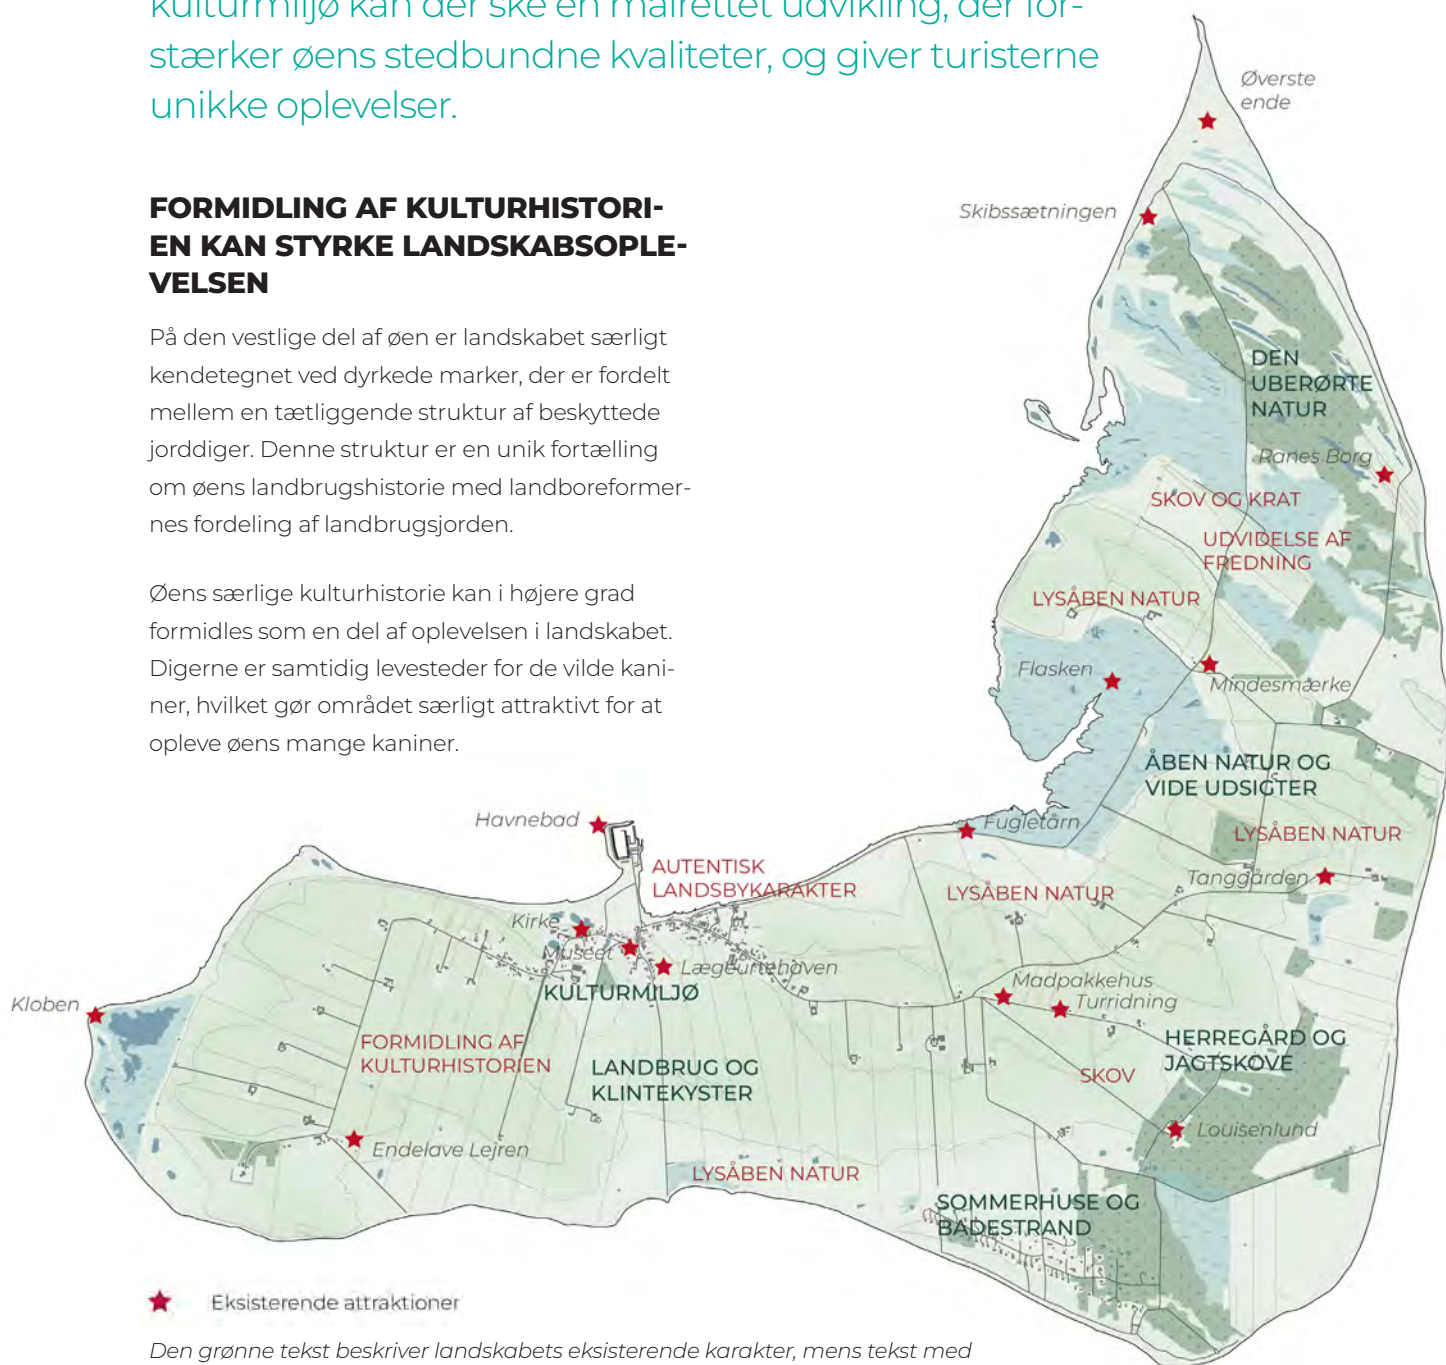 kulturmiljø kan der ske en målrettet udvikling, der for-
stærker øens stedbundne kvaliteter, og giver turisterne
unikke oplevelser.
FORMIDLING AF KULTURHISTORI-
EN KAN STYRKE LANDSKABSOPLE-
VELSEN
På den vestlige del af øen er landskabet særligt
kendetegnet ved dyrkede marker, der er fordelt
mellem en tætliggende struktur af beskyttede
jorddiger. Denne struktur er en unik fortælling
om øens landbrugshistorie med landboreformer-
nes fordeling af landbrugsjorden.
Øens særlige kulturhistorie kan i højere grad
formidles som en del af oplevelsen i landskabet.
Digerne er samtidig levesteder for de vilde kani-
ner, hvilket gør området særligt attraktivt for at
opleve øens mange kaniner.
Øverste
ende
Skibssætningen
DEN
UBERØRTE
NATUR
Ranes Borg
SKOV OG KRAT
UDVIDELSE AF
FREDNING
LYSÅBEN NATUR
Flasken
Mindesmærke
ÅBEN NATUR OG
VIDE UDSIGTER
Havnebad
Fugletårn
LYSÅBEN NATUR
AUTENTISK
LANDSBYKARAKTER
LYSÅBEN NATUR
Tanggården
Kirke
Museet
Lægeurtehaven
KULTURMILJØ
Madpakkehus
Turridning
Kloben
FORMIDLING AF
KULTURHISTORIEN
LANDBRUG OG
KLINTEKYSTER
HERREGÅRD OG
JAGTSKOVE
SKOV
Endelave Lejren
Louisenlund
LYSÅBEN NATUR
SOMMERHUSE OG
BADESTRAND
Eksisterende attraktioner
Den grønne tekst beskriver landskabets eksisterende karakter, mens tekst med